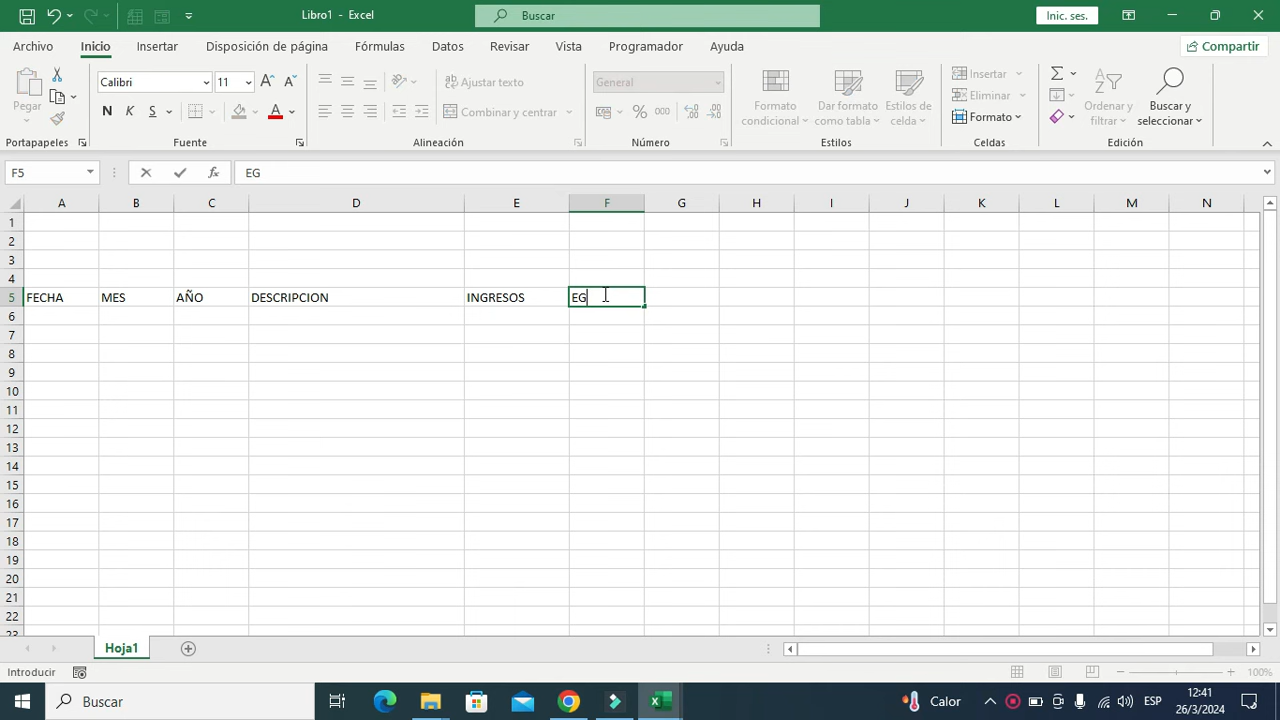 Libro1 - Excel
Buscar
Inic. ses.
Archivo Inicio Insertar Disposición de página Fórmulas Datos Revisar Vista Programador Ayuda Compartir
Pegar
Calibri 11
N K S A
Ajustar texto
Combinar y centrar
General
% 000
Formato condicional
Dar formato como tabla
Estilos de celda
Insertar
Eliminar
Formato
Ordenar y filtrar
Buscar y seleccionar
Portapapeles Fuente Alineación Número Estilos Celdas Edición
F5 fx EG
A B C D E F G H I J K L M N
1
2
3
4
5 FECHA MES AÑO DESCRIPCION INGRESOS EG
6
7
8
9
10
11
12
13
14
15
16
17
18
19
20
21
22
23
Hoja1
Introducir 100%
Buscar Calor ESP 12:41
26/3/2024